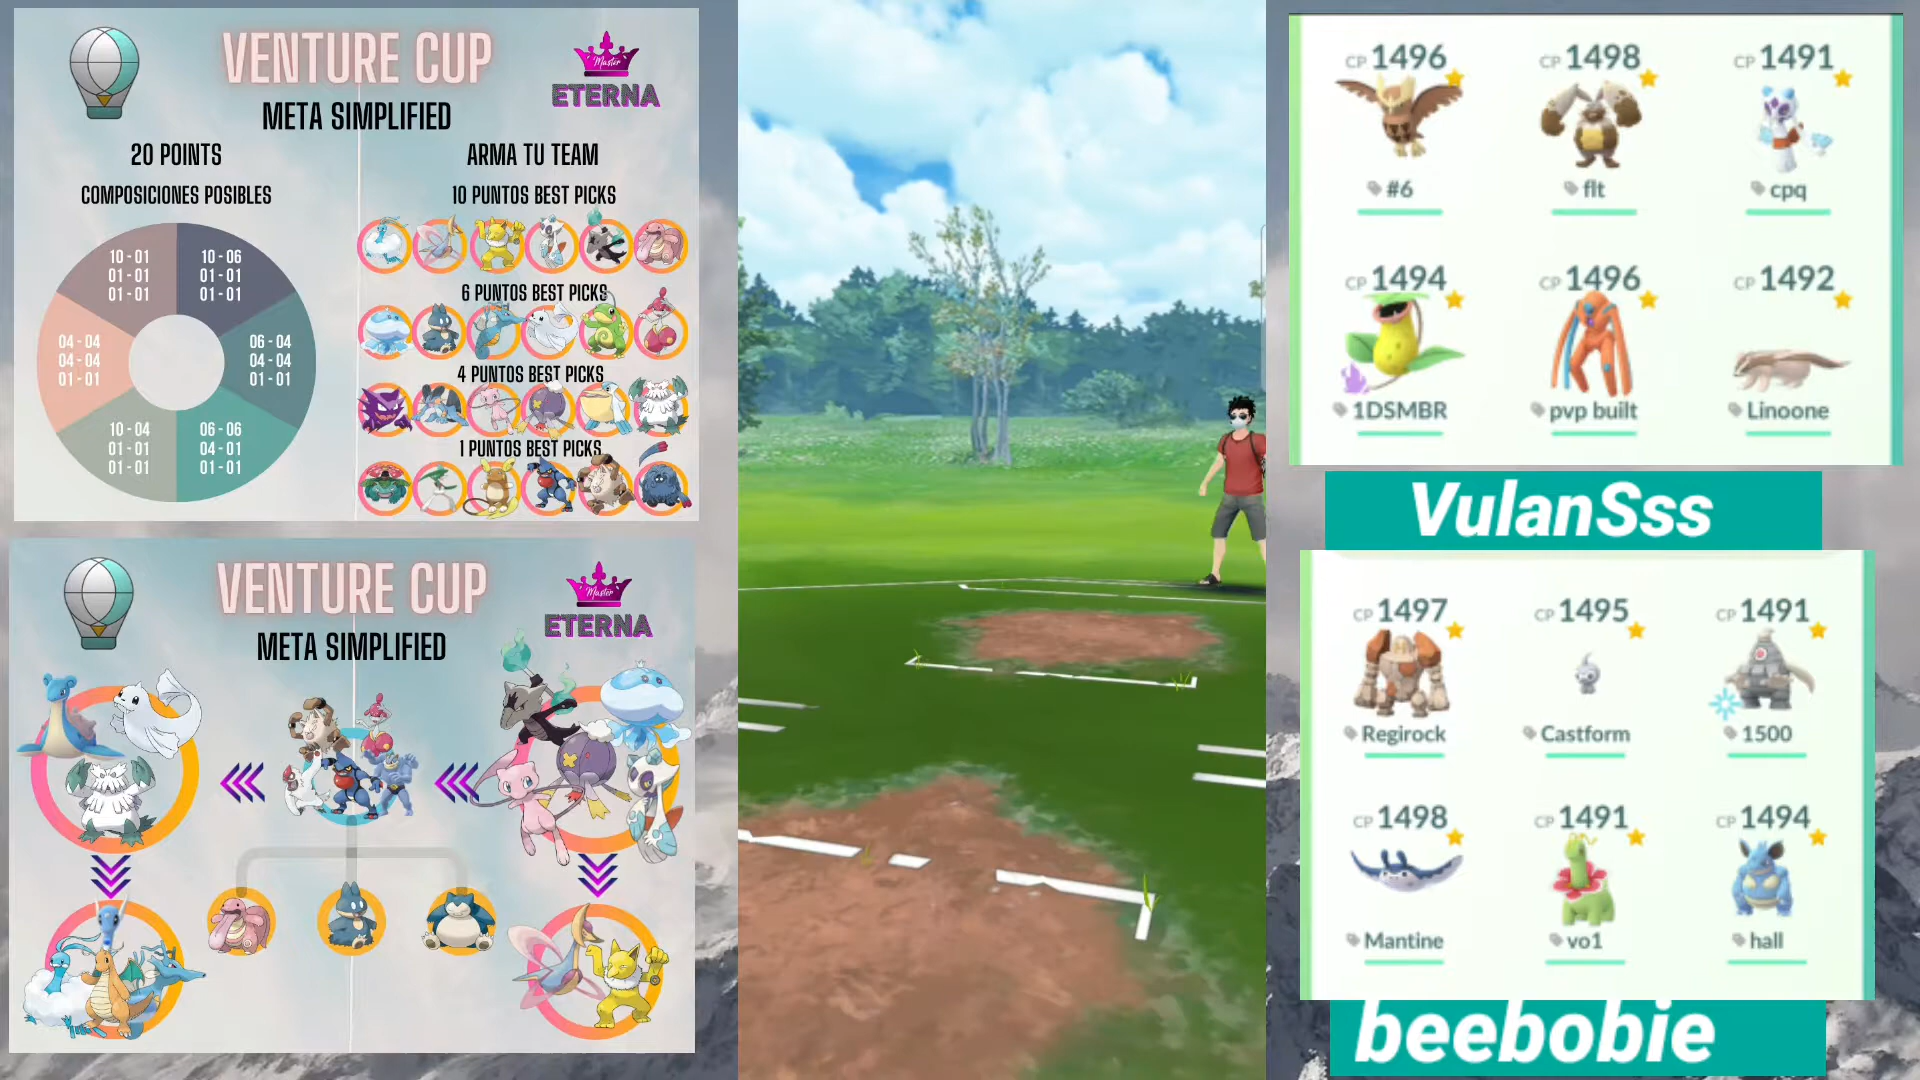 VENTURE CUP
Master
ETERNA
META SIMPLIFIED
20 POINTS
COMPOSICIONES POSIBLES
10 - 01
01 - 01
01 - 01
10 - 06
01 - 01
01 - 01
04 - 04
04 - 04
01 - 01
06 - 04
04 - 04
01 - 01
10 - 04
01 - 01
01 - 01
06 - 06
04 - 01
01 - 01
ARMA TU TEAM
10 PUNTOS BEST PICKS
6 PUNTOS BEST PICKS
4 PUNTOS BEST PICKS
1 PUNTOS BEST PICKS
VENTURE CUP
Master
ETERNA
META SIMPLIFIED
CP 1496
CP 1498
CP 1491
#6
flt
cpq
CP 1494
CP 1496
CP 1492
1DSMBR
pvp built
Linoone
VulanSss
CP 1497
CP 1495
CP 1491
Regirock
Castform
1500
CP 1498
CP 1491
CP 1494
Mantine
vo1
hall
beebobie